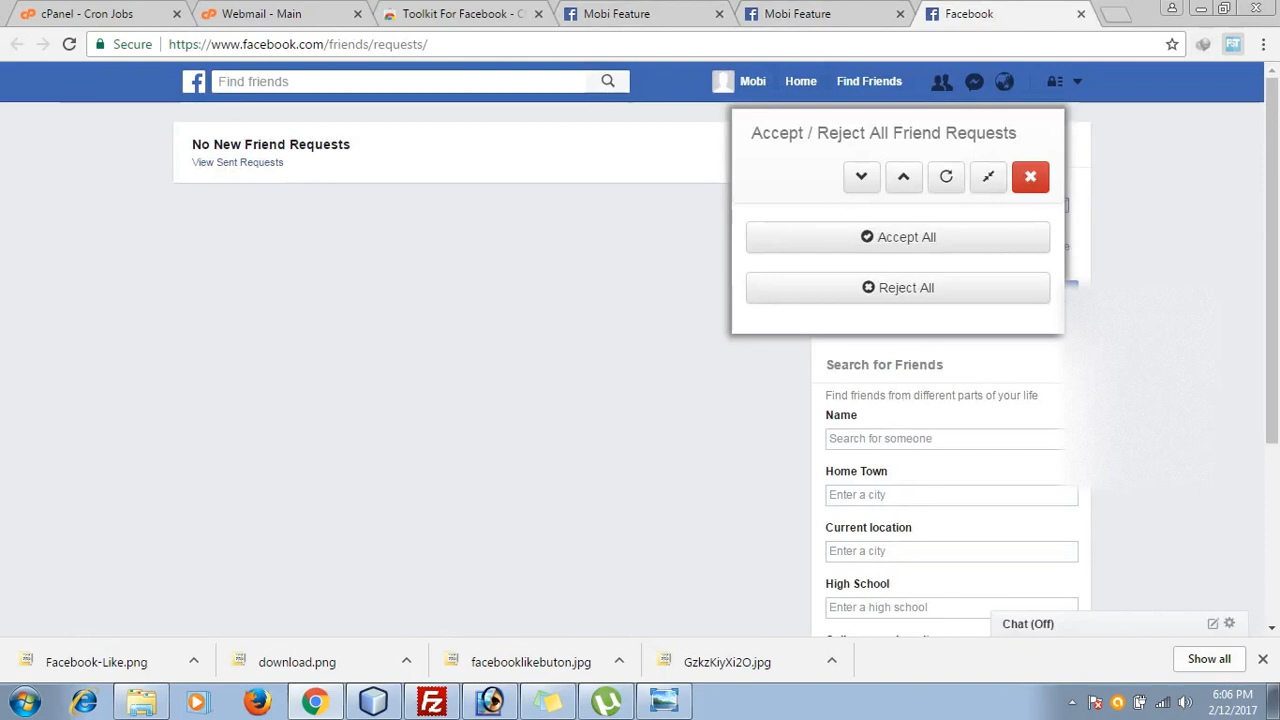 cPanel - Cron Jobs
Webmail - Main
Toolkit For Facebook - C
Mobi Feature
Mobi Feature
Facebook
Secure
https://www.facebook.com/friends/requests/
Find friends
Mobi
Home
Find Friends
No New Friend Requests
View Sent Requests
Accept / Reject All Friend Requests
Accept All
Reject All
Search for Friends
Find friends from different parts of your life
Name
Search for someone
Home Town
Enter a city
Current location
Enter a city
High School
Enter a high school
Chat (Off)
Facebook-Like.png
download.png
facebooklikebuton.jpg
GzkzKiyXi2O.jpg
Show all
6:06 PM
2/12/2017